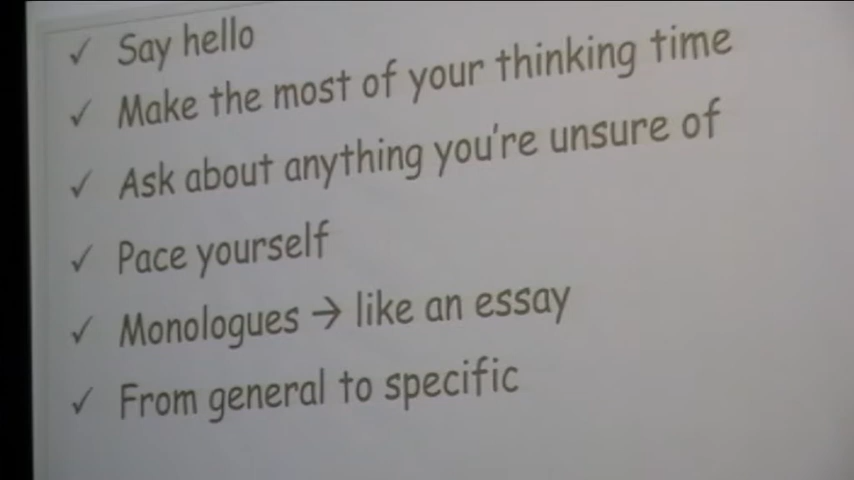 ✓ Say hello
✓ Make the most of your thinking time
✓ Ask about anything you're unsure of
✓ Pace yourself
✓ Monologues → like an essay
✓ From general to specific